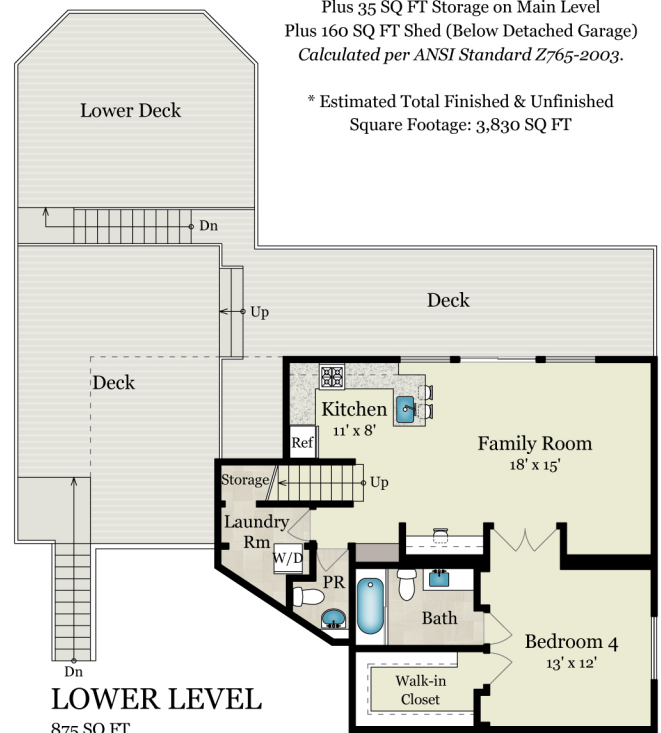 Plus 35 SQ FT Storage on Main Level
Plus 160 SQ FT Shed (Below Detached Garage)
Calculated per ANSI Standard Z765-2003.
* Estimated Total Finished & Unfinished
Square Footage: 3,830 SQ FT
Lower Deck
Dn
Up
Deck
Deck
Kitchen
11' x 8'
Ref
Family Room
18' x 15'
Storage
Up
Laundry
Rm
W/D
PR
Bath
Bedroom 4
13' x 12'
Walk-in
Closet
Dn
LOWER LEVEL
875 SQ FT